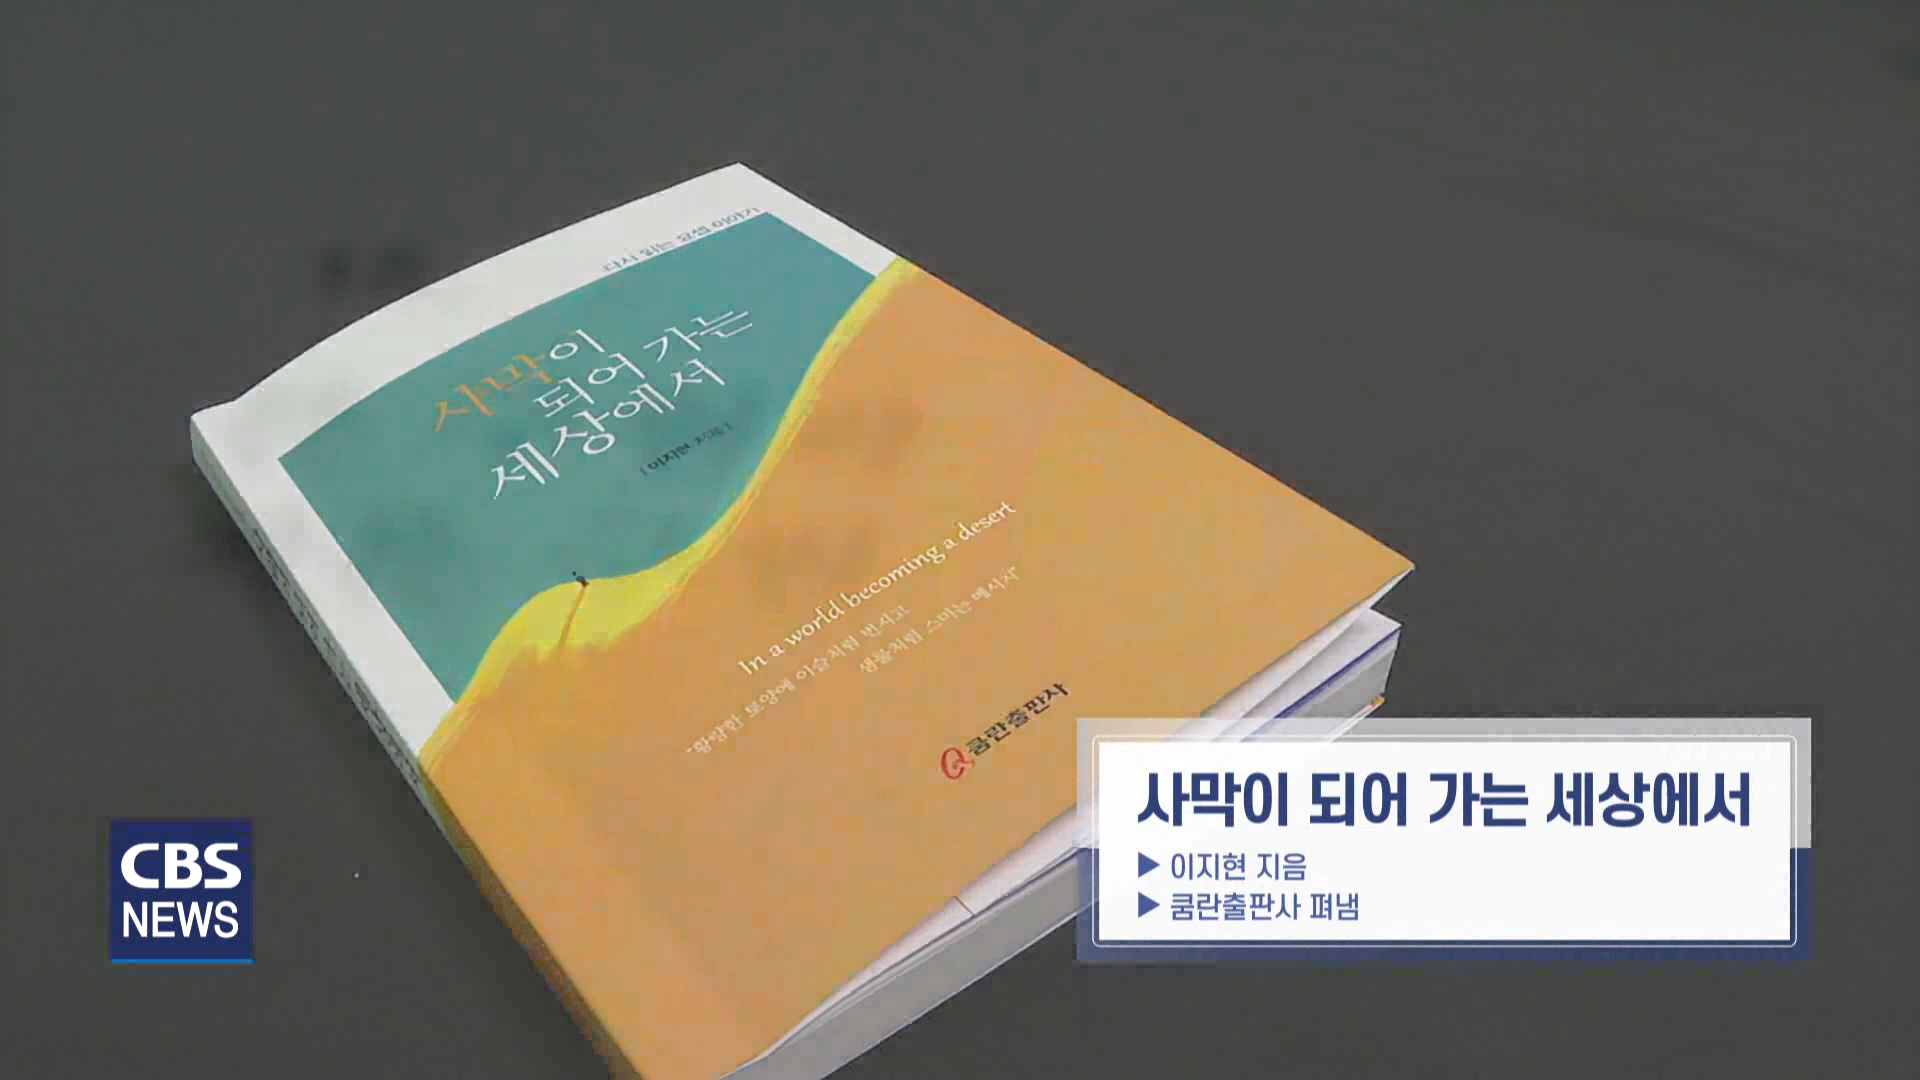 다시 읽는 요셉 이야기
사막이
되어 가는
세상에서
| 이지현 지음 |
In a world becoming a desert
"황량한 토양에 이슬처럼 번지고
샘물처럼 스미는 메시지"
쿰란출판사
사막이 되어 가는 세상에서
▶ 이지현 지음
▶ 쿰란출판사 펴냄
CBS
NEWS